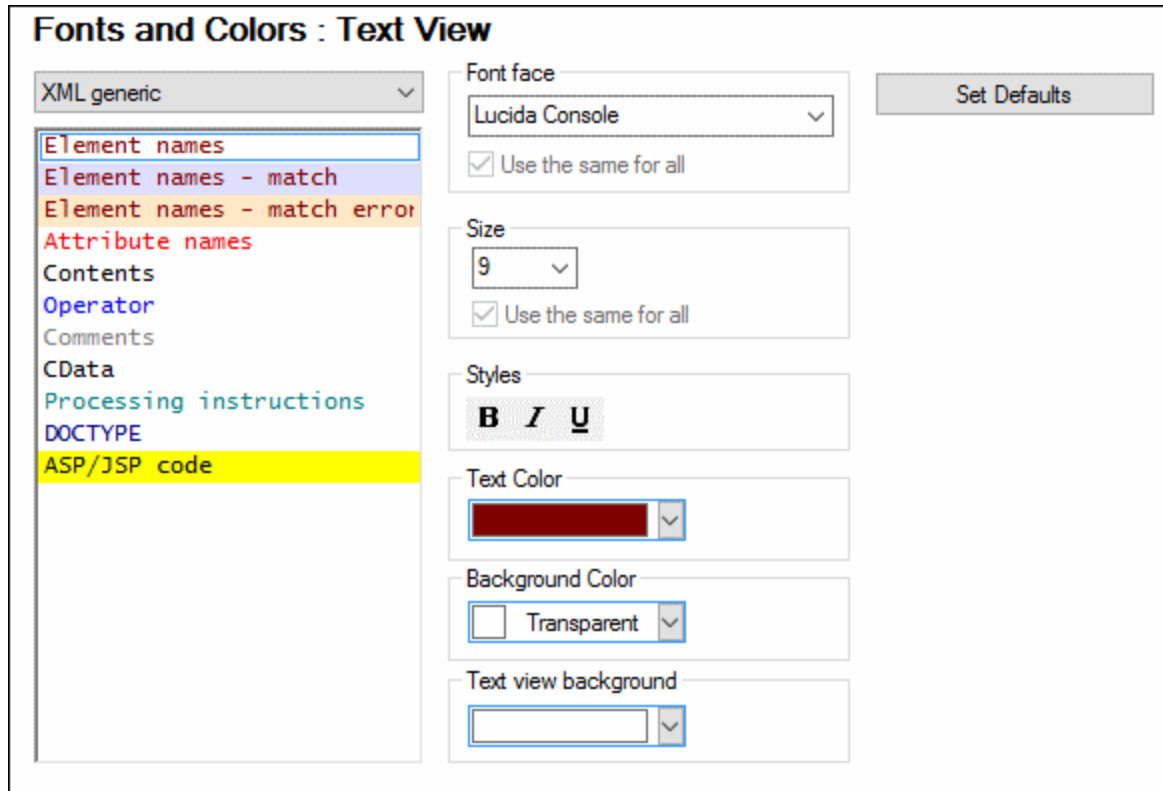 Fonts and Colors : Text View
XML generic
Element names
Element names - match
Element names - match error
Attribute names
Contents
Operator
Comments
CData
Processing instructions
DOCTYPE
ASP/JSP code
Font face
Lucida Console
Use the same for all
Size
9
Use the same for all
Styles
B I U
Text Color
Background Color
Transparent
Text view background
Set Defaults